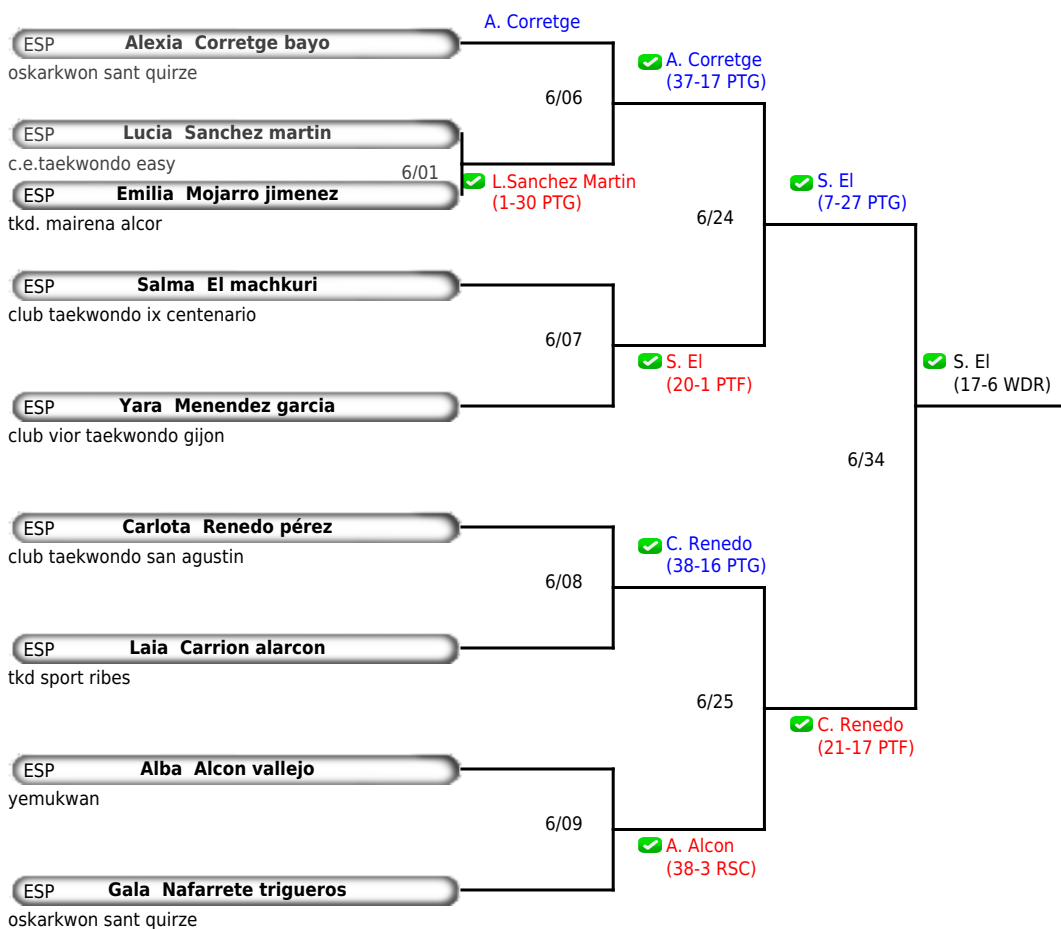 A. Corretge
ESP Alexia Corretge bayo
oskarkwon sant quirze
A. Corretge
(37-17 PTG)
6/06
ESP Lucia Sanchez martin
c.e.taekwondo easy
6/01
ESP Emilia Mojarro jimenez
tkd. mairena alcor
L.Sanchez Martin
(1-30 PTG)
S. El
(7-27 PTG)
6/24
ESP Salma El machkuri
club taekwondo ix centenario
6/07
S. El
(20-1 PTF)
S. El
(17-6 WDR)
ESP Yara Menendez garcia
club vior taekwondo gijon
6/34
ESP Carlota Renedo pérez
club taekwondo san agustin
C. Renedo
(38-16 PTG)
6/08
ESP Laia Carrion alarcon
tkd sport ribes
6/25
C. Renedo
(21-17 PTF)
ESP Alba Alcon vallejo
yemukwan
6/09
A. Alcon
(38-3 RSC)
ESP Gala Nafarrete trigueros
oskarkwon sant quirze